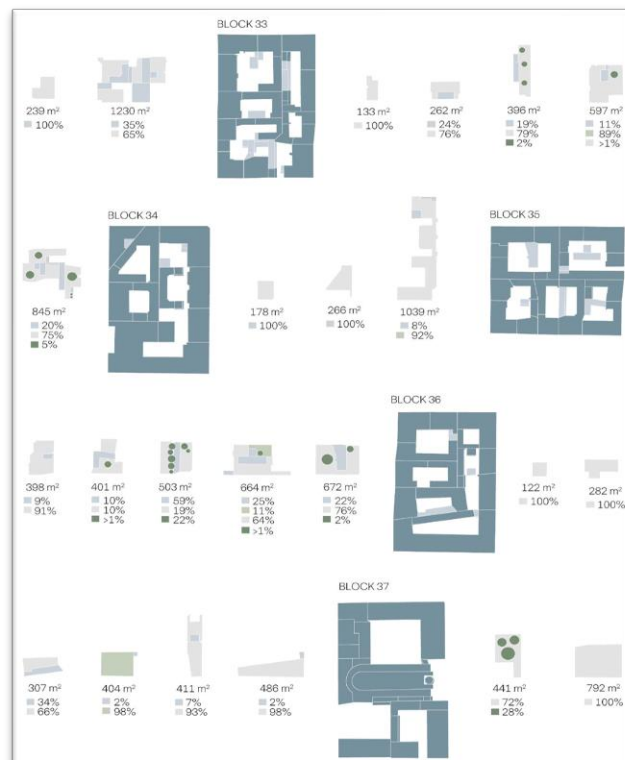 BLOCK 33
239 m²
100%
1230 m²
35%
65%
133 m²
100%
262 m²
24%
76%
396 m²
19%
79%
2%
597 m²
11%
89%
>1%
BLOCK 34
BLOCK 35
845 m²
20%
75%
5%
178 m²
100%
266 m²
100%
1039 m²
8%
92%
BLOCK 36
398 m²
9%
91%
401 m²
10%
10%
>1%
503 m²
59%
19%
22%
664 m²
25%
11%
64%
>1%
672 m²
22%
76%
2%
122 m²
100%
282 m²
100%
BLOCK 37
307 m²
34%
66%
404 m²
2%
98%
411 m²
7%
93%
486 m²
2%
98%
441 m²
72%
28%
792 m²
100%